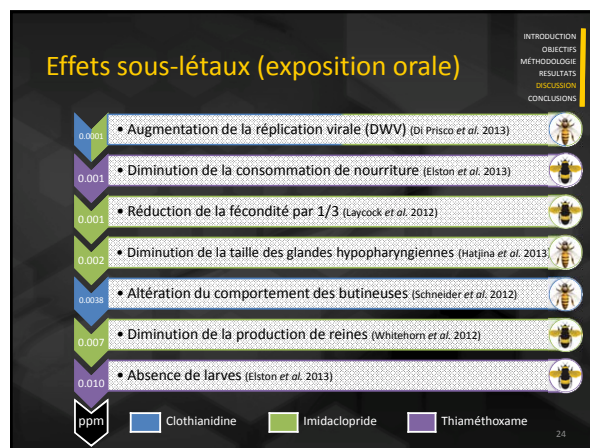 INTRODUCTION
OBJECTIFS
MÉTHODOLOGIE
RESULTATS
DISCUSSION
CONCLUSIONS
Effets sous-létaux (exposition orale)
0.0001 • Augmentation de la réplication virale (DWV) (Di Prisco et al. 2013)
0.001 • Diminution de la consommation de nourriture (Elston et al. 2013)
0.001 • Réduction de la fécondité par 1/3 (Laycock et al. 2012)
0.002 • Diminution de la taille des glandes hypopharyngiennes (Hatjina et al. 2013)
0.0038 • Altération du comportement des butineuses (Schneider et al. 2012)
0.007 • Diminution de la production de reines (Whitehorn et al. 2012)
0.010 • Absence de larves (Elston et al. 2013)
ppm Clothianidine Imidaclopride Thiaméthoxame
24